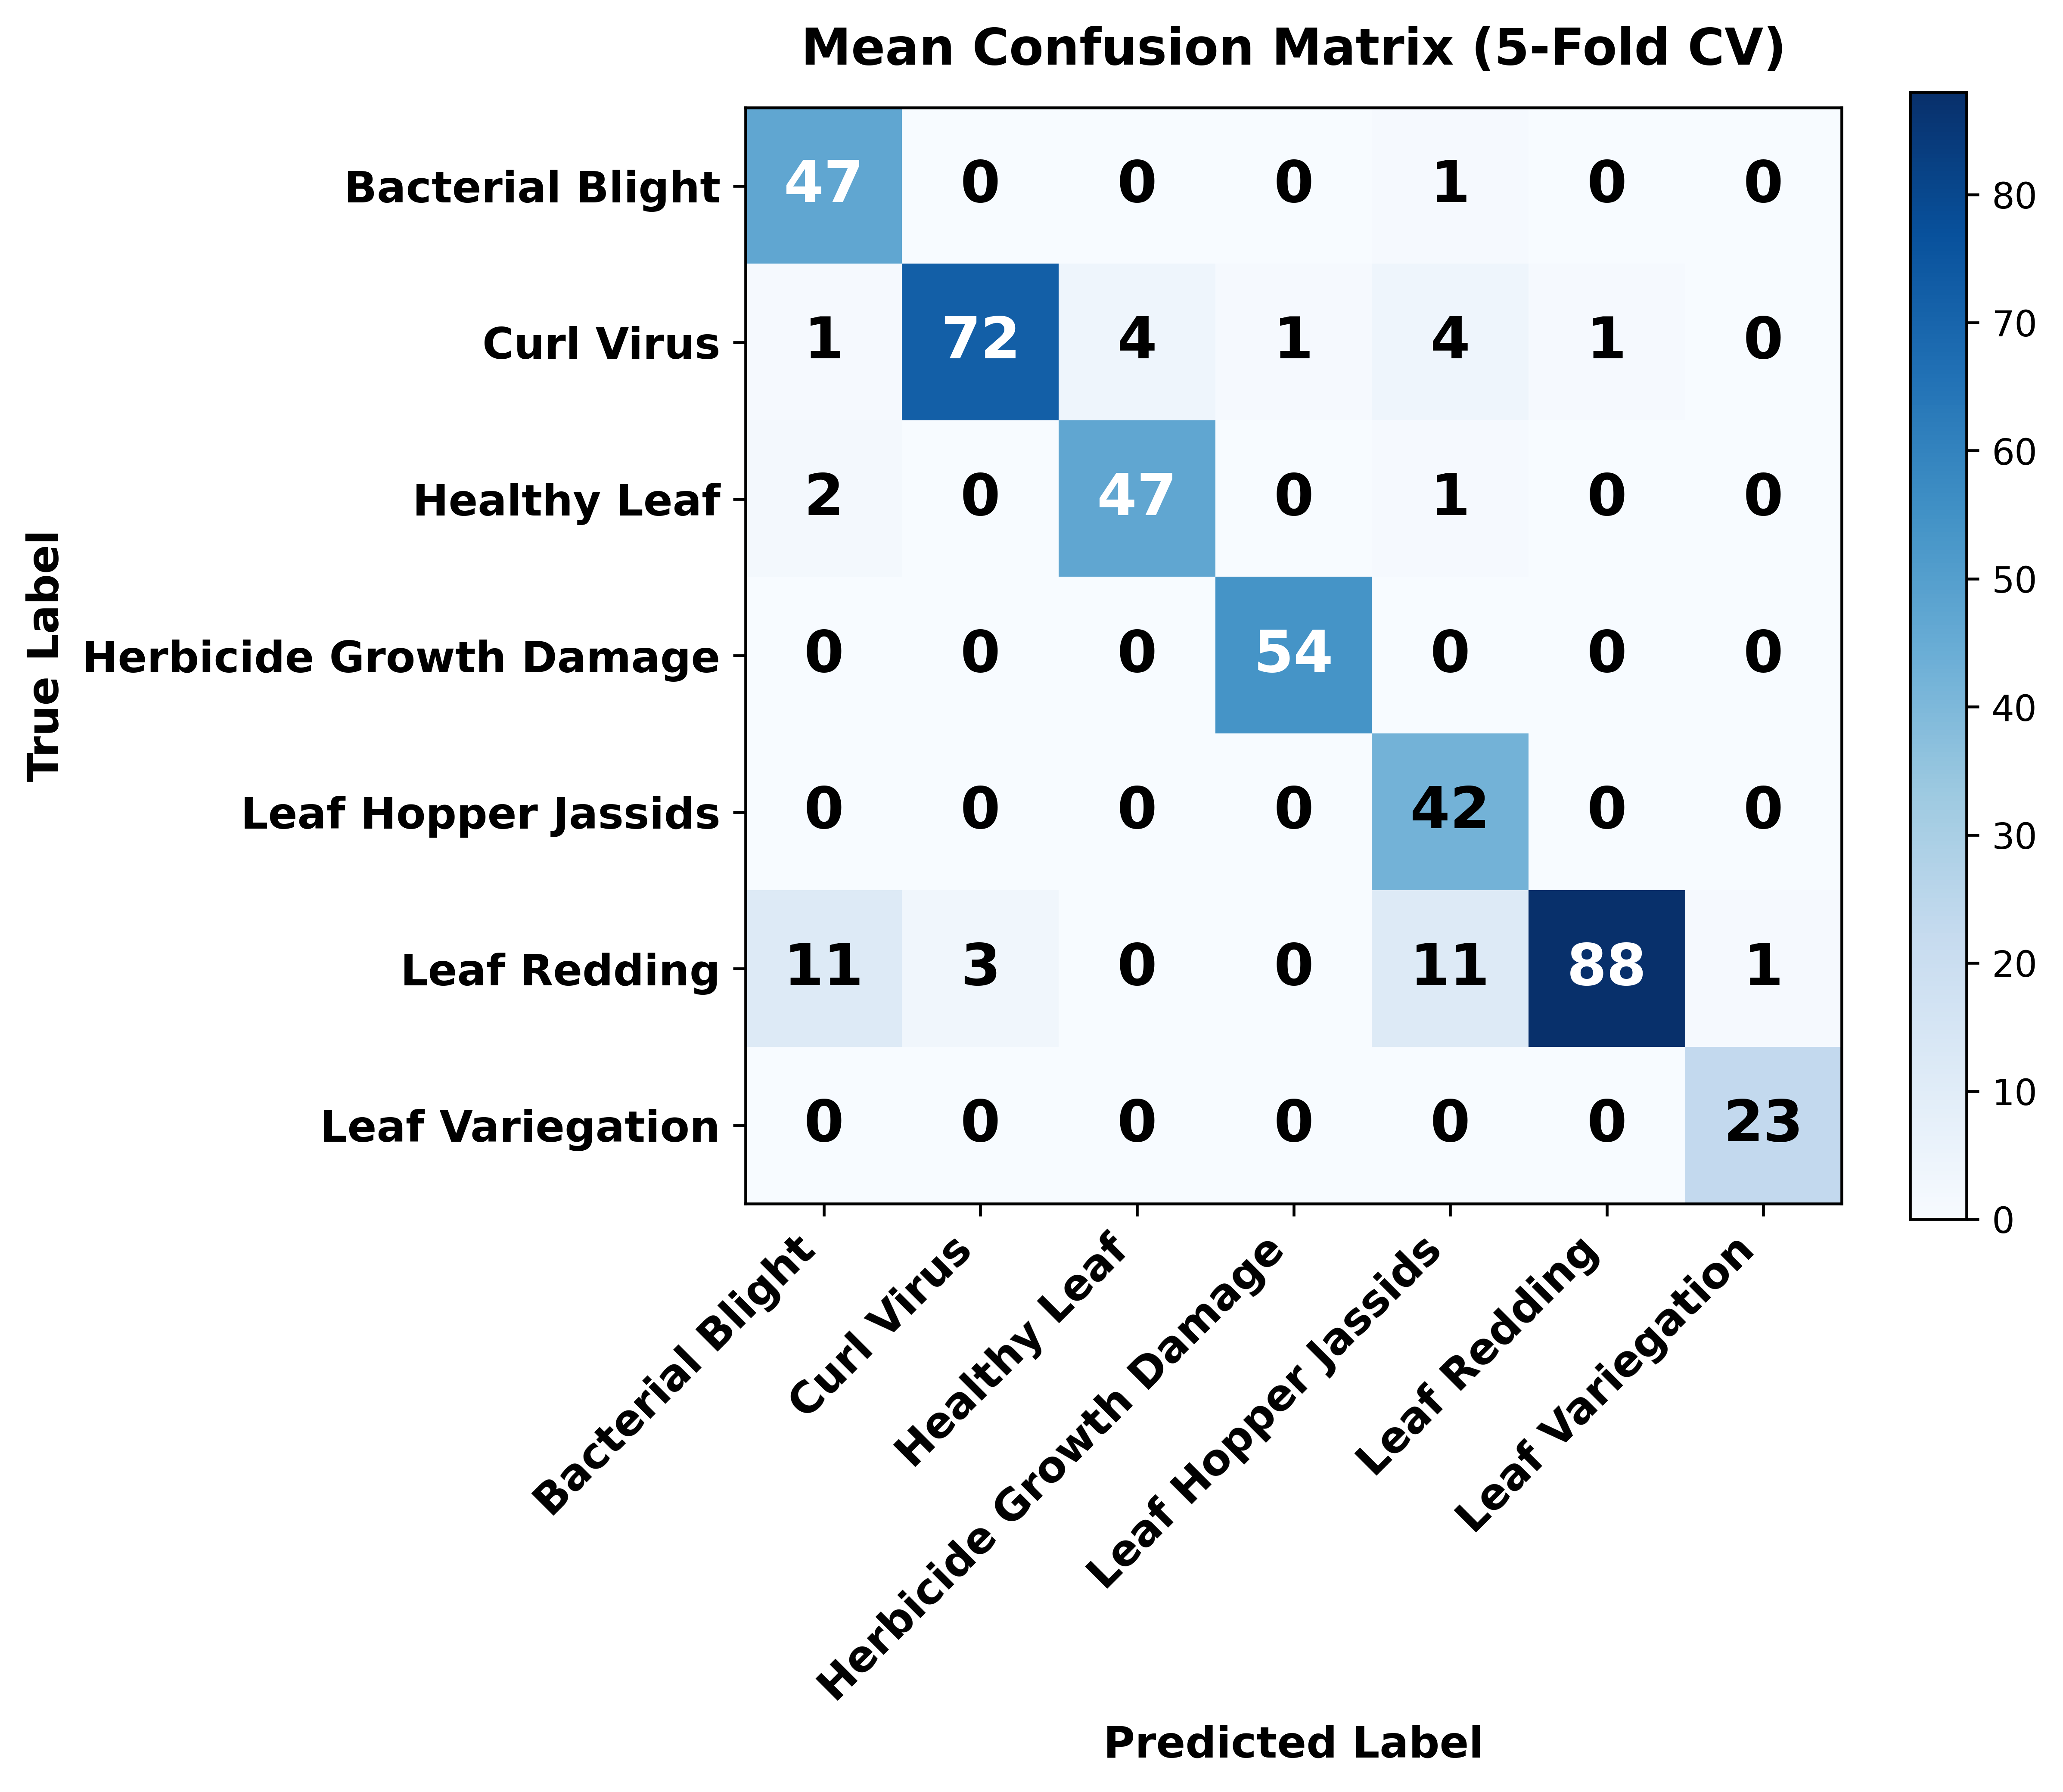 Mean Confusion Matrix (5-Fold CV)
True Label
Bacterial Blight 47 0 0 0 1 0 0
Curl Virus 1 72 4 1 4 1 0
Healthy Leaf 2 0 47 0 1 0 0
Herbicide Growth Damage 0 0 0 54 0 0 0
Leaf Hopper Jassids 0 0 0 0 42 0 0
Leaf Redding 11 3 0 0 11 88 1
Leaf Variegation 0 0 0 0 0 0 23
Bacterial Blight
Curl Virus
Healthy Leaf
Herbicide Growth Damage
Leaf Hopper Jassids
Leaf Redding
Leaf Variegation
Predicted Label
80
70
60
50
40
30
20
10
0